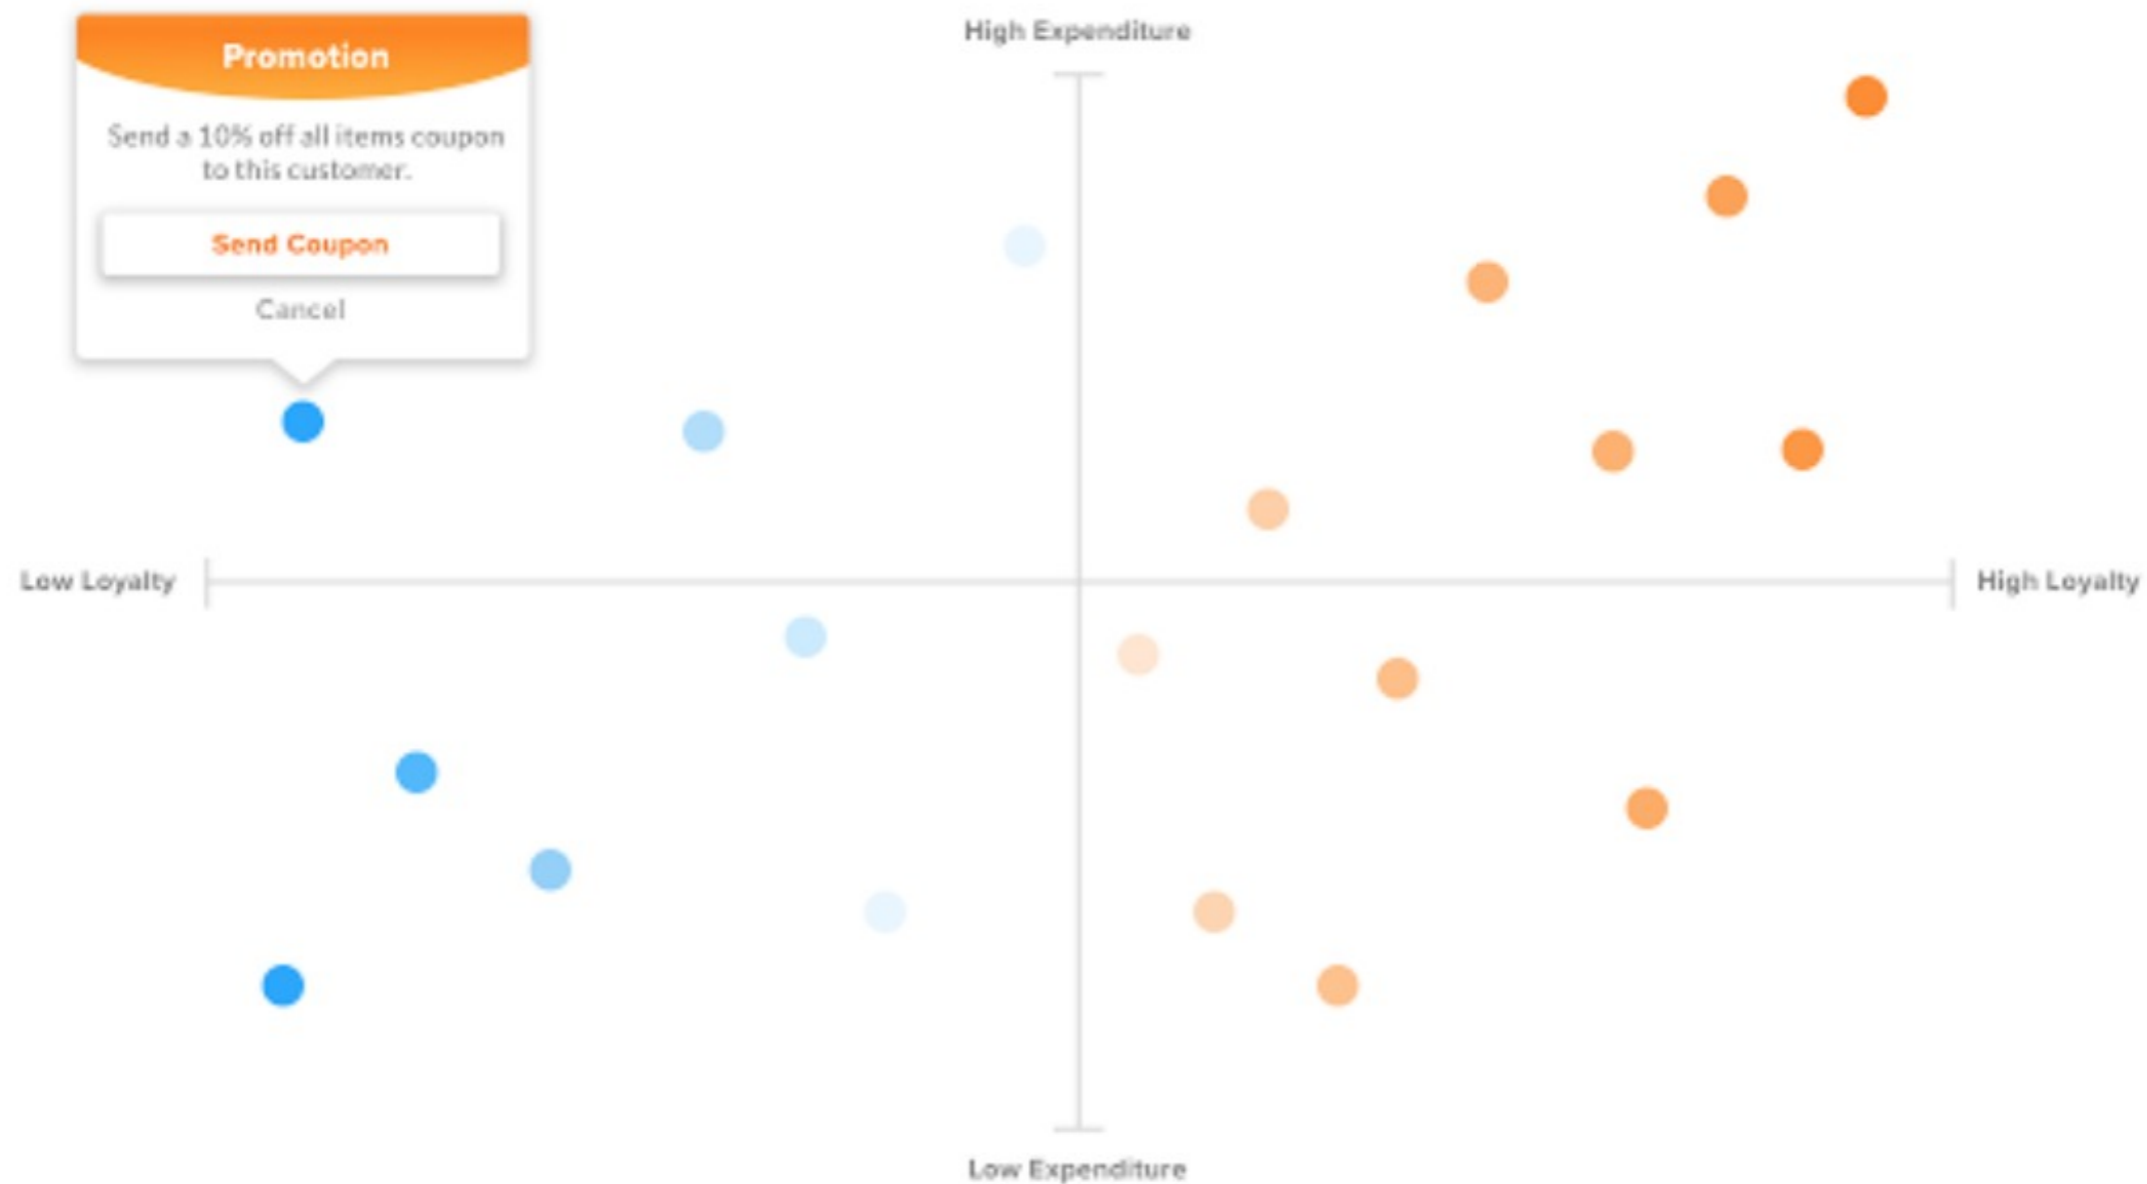 Promotion
Send a 10% off all items coupon
to this customer.
Send Coupon
Cancel
High Expenditure
Low Loyalty
High Loyalty
Low Expenditure